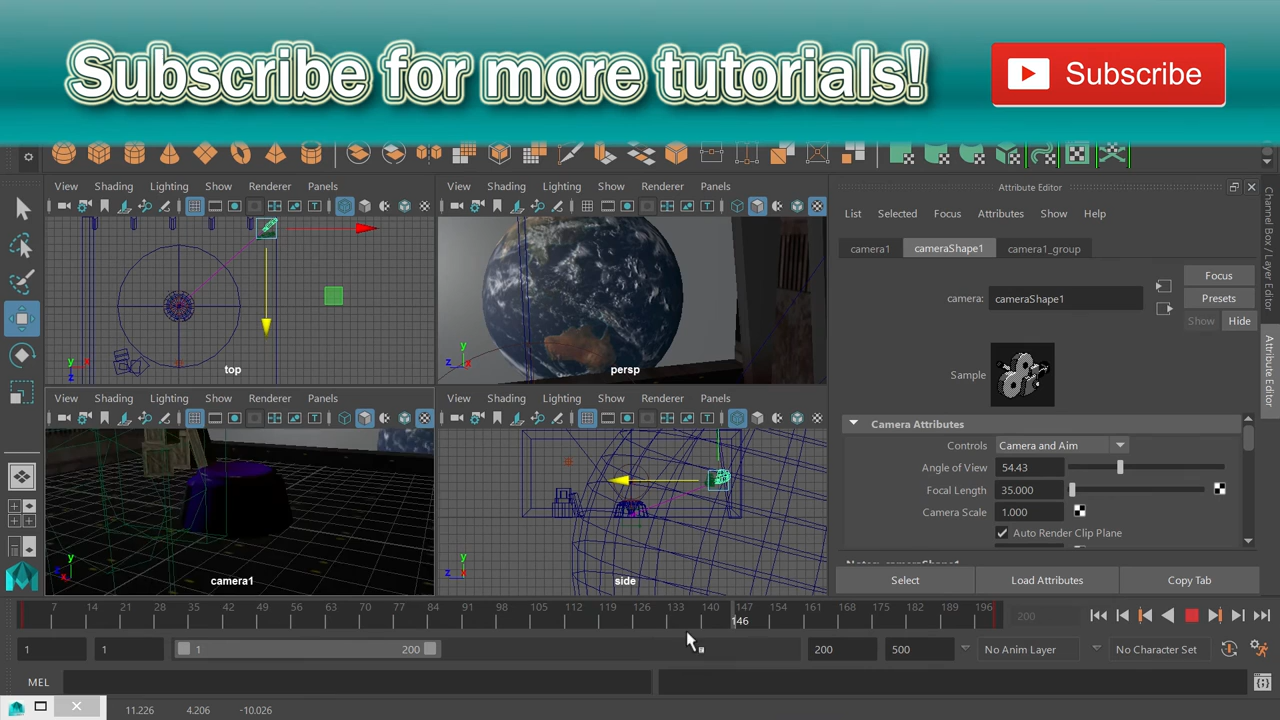 Subscribe for more tutorials!
Subscribe
View Shading Lighting Show Renderer Panels
View Shading Lighting Show Renderer Panels
Attribute Editor
List Selected Focus Attributes Show Help
camera1 cameraShape1 camera1_group
Focus
camera: cameraShape1
Presets
Show Hide
Sample
top
persp
View Shading Lighting Show Renderer Panels
View Shading Lighting Show Renderer Panels
Camera Attributes
Controls Camera and Aim
Angle of View 54.43
Focal Length 35.000
Camera Scale 1.000
Auto Render Clip Plane
camera1
side
Select Load Attributes Copy Tab
Channel Box / Layer Editor
Attribute Editor
7 14 21 28 35 42 49 56 63 70 77 84 91 98 105 112 119 126 133 140 147 154 161 168 175 182 189 196
146
200
1 1 1 200 200 500 No Anim Layer No Character Set
MEL
11.226 4.206 -10.026